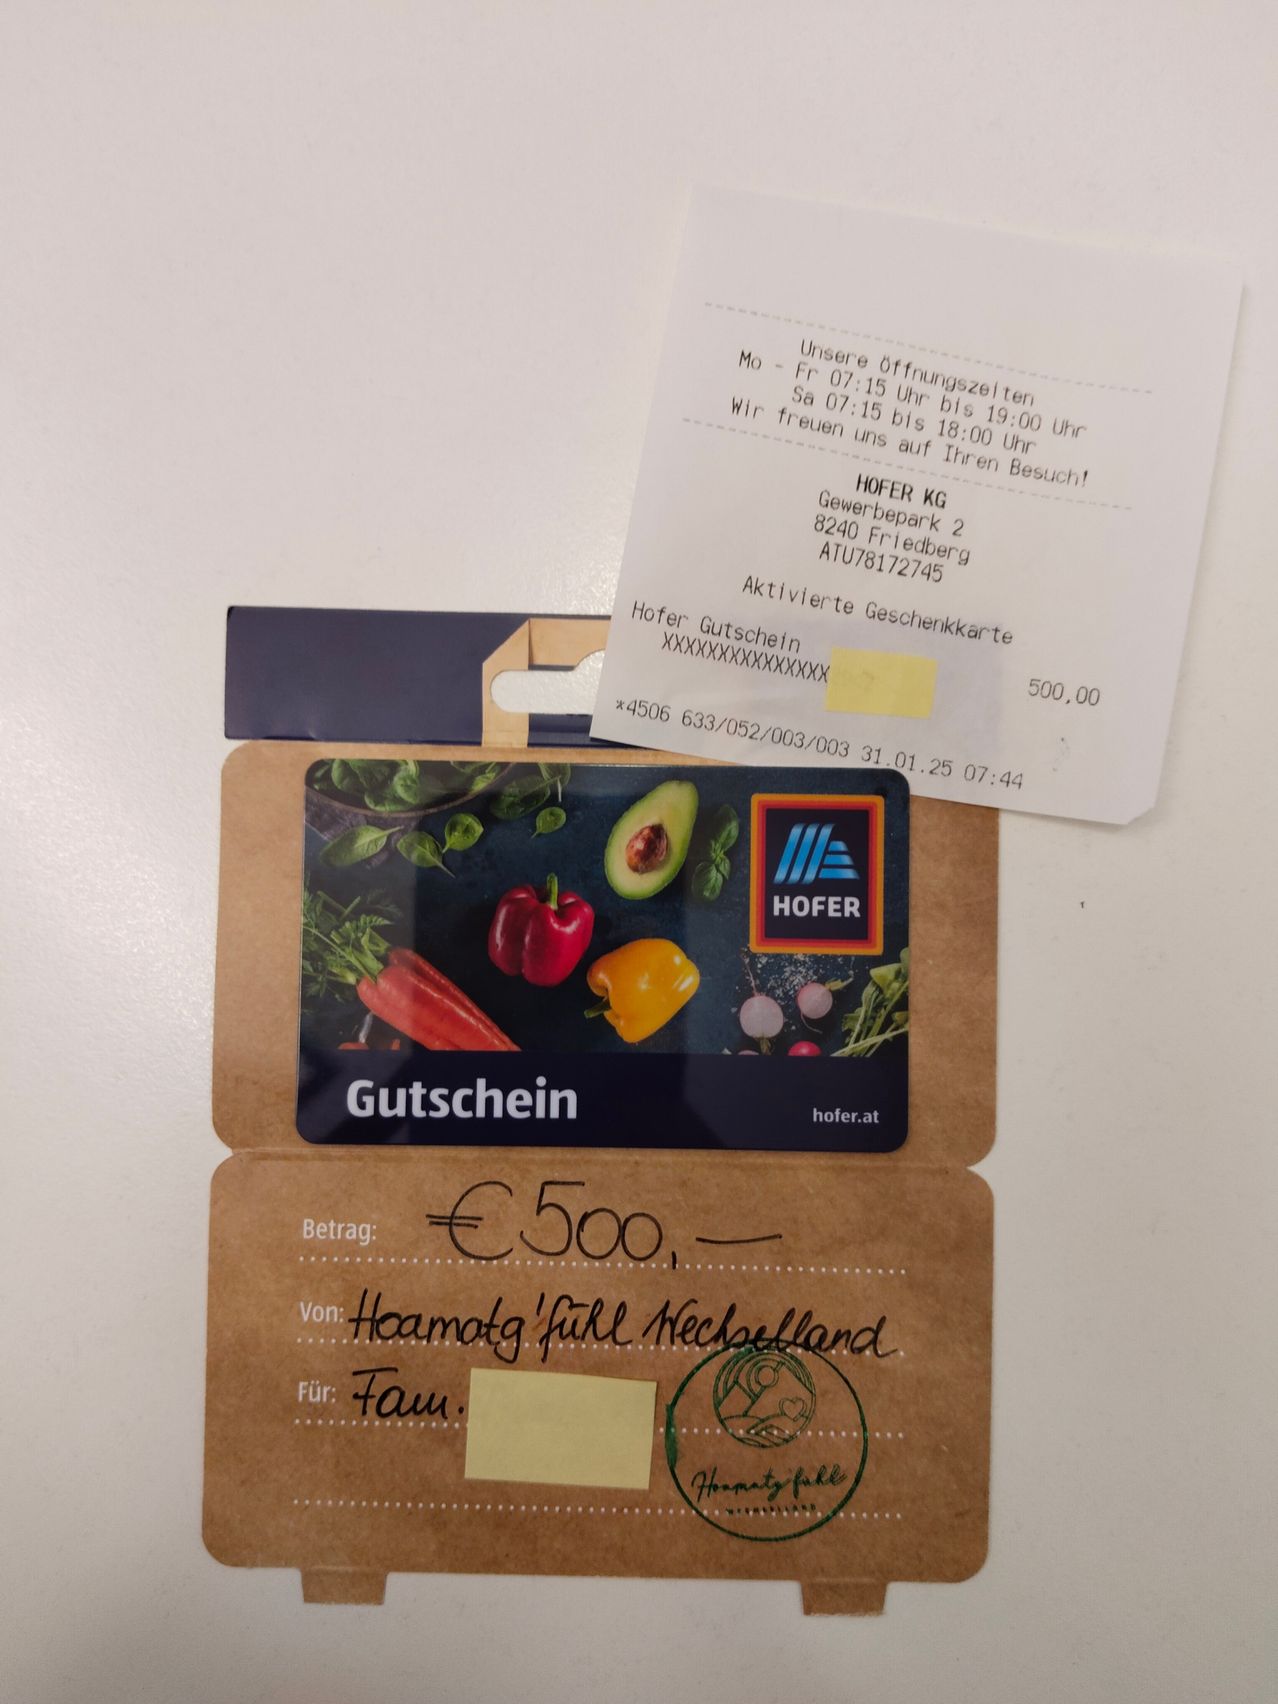 Unsere Öffnungszeiten
Mo - Fr 07:15 Uhr bis 19:00 Uhr
Sa 07:15 bis 18:00 Uhr
Wir freuen uns auf Ihren Besuch!
HOFER KG
Gewerbepark 2
8240 Friedberg
ATU78172745
Aktivierte Geschenkkarte
Hofer Gutschein
XXXXXXXXXXXXXXX 500,00
*4506 633/052/003/003 31.01.25 07:44
HOFER
Gutschein
hofer.at
Betrag: €500,—
Von: Hoamatg'fühl Wechselland
Für: Fam.
Hoamatg'fühl
WECHSELLAND